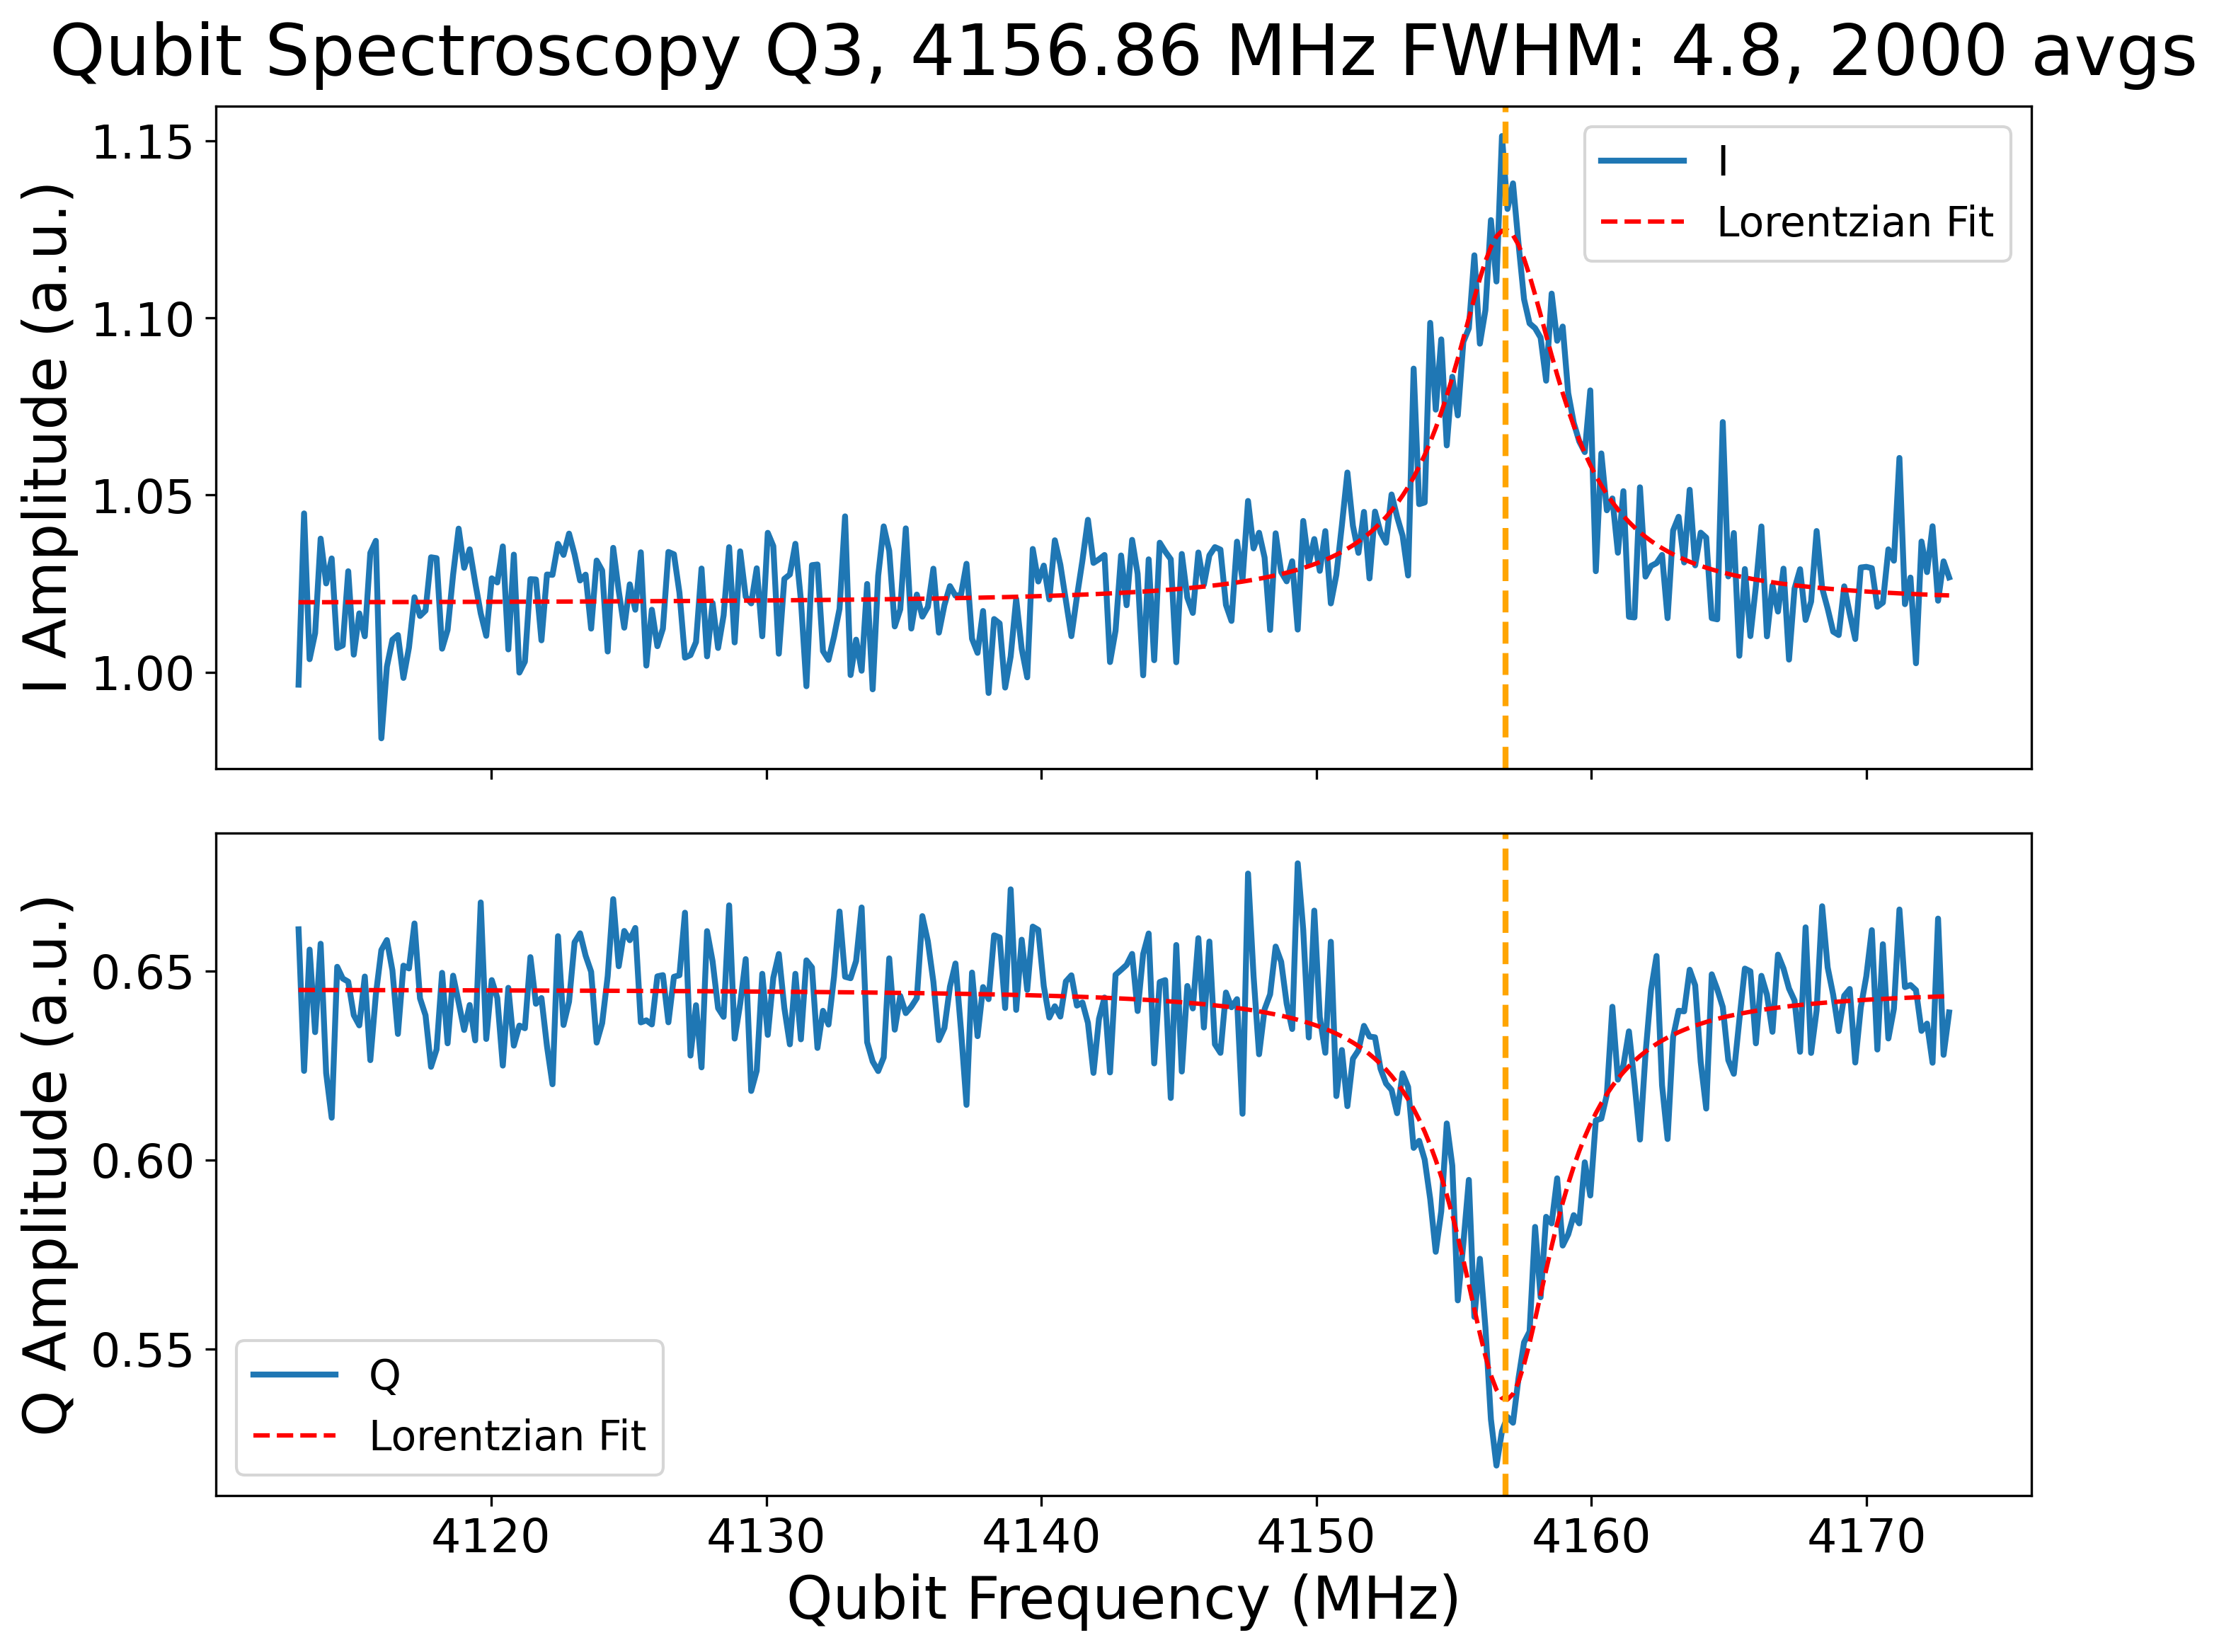 Qubit Spectroscopy Q3, 4156.86 MHz FWHM: 4.8, 2000 avgs
I Amplitude (a.u.)
1.15
1.10
1.05
1.00
I
Lorentzian Fit
Q Amplitude (a.u.)
0.65
0.60
0.55
Q
Lorentzian Fit
4120 4130 4140 4150 4160 4170
Qubit Frequency (MHz)